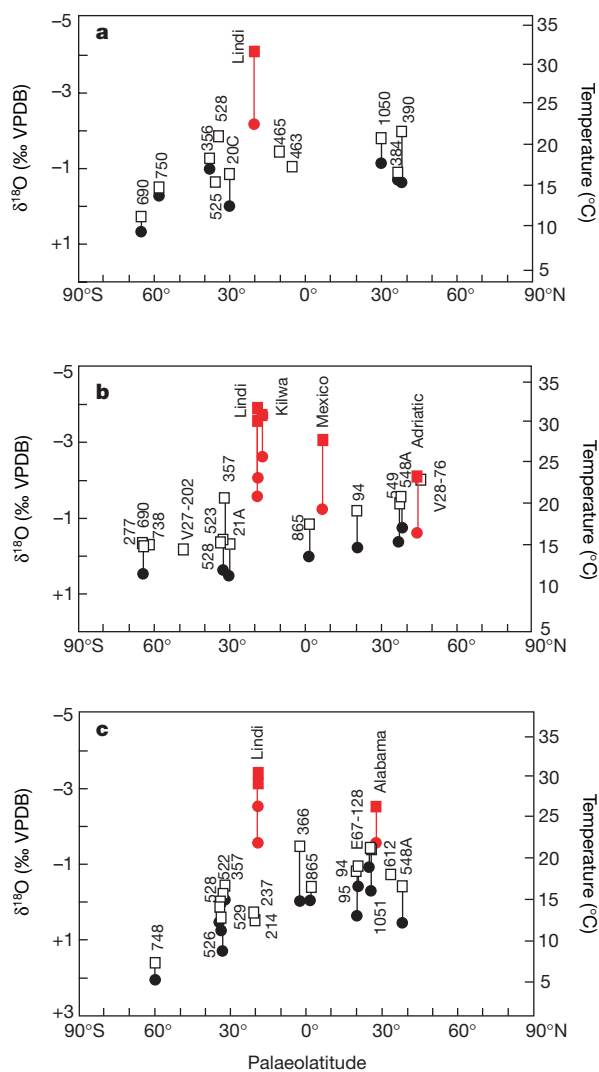 a
δ¹⁸O (‰ VPDB)
–5
–3
–1
+1
Temperature (°C)
35
30
25
20
15
10
5
690
750
356
528
525
20C
Lindi
465
463
1050
384
390
90°S
60°
30°
0°
30°
60°
90°N
b
δ¹⁸O (‰ VPDB)
–5
–3
–1
+1
Temperature (°C)
35
30
25
20
15
10
5
277
690
738
V27-202
528
523
357
21A
Lindi
Kilwa
865
Mexico
94
549
548A
Adriatic
V28-76
90°S
60°
30°
0°
30°
60°
90°N
c
δ¹⁸O (‰ VPDB)
–5
–3
–1
+1
+3
Temperature (°C)
35
30
25
20
15
10
5
748
526
528
522
357
529
237
214
Lindi
366
865
95
94
E67-128
1051
Alabama
612
548A
90°S
60°
30°
0°
30°
60°
90°N
Palaeolatitude